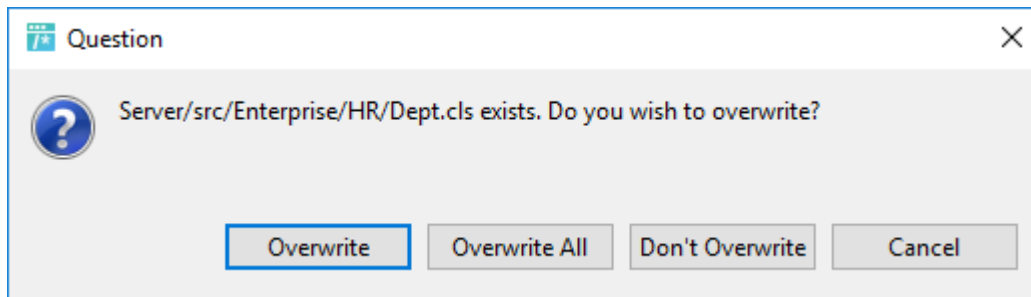 Question
Server/src/Enterprise/HR/Dept.cls exists. Do you wish to overwrite?
Overwrite Overwrite All Don't Overwrite Cancel